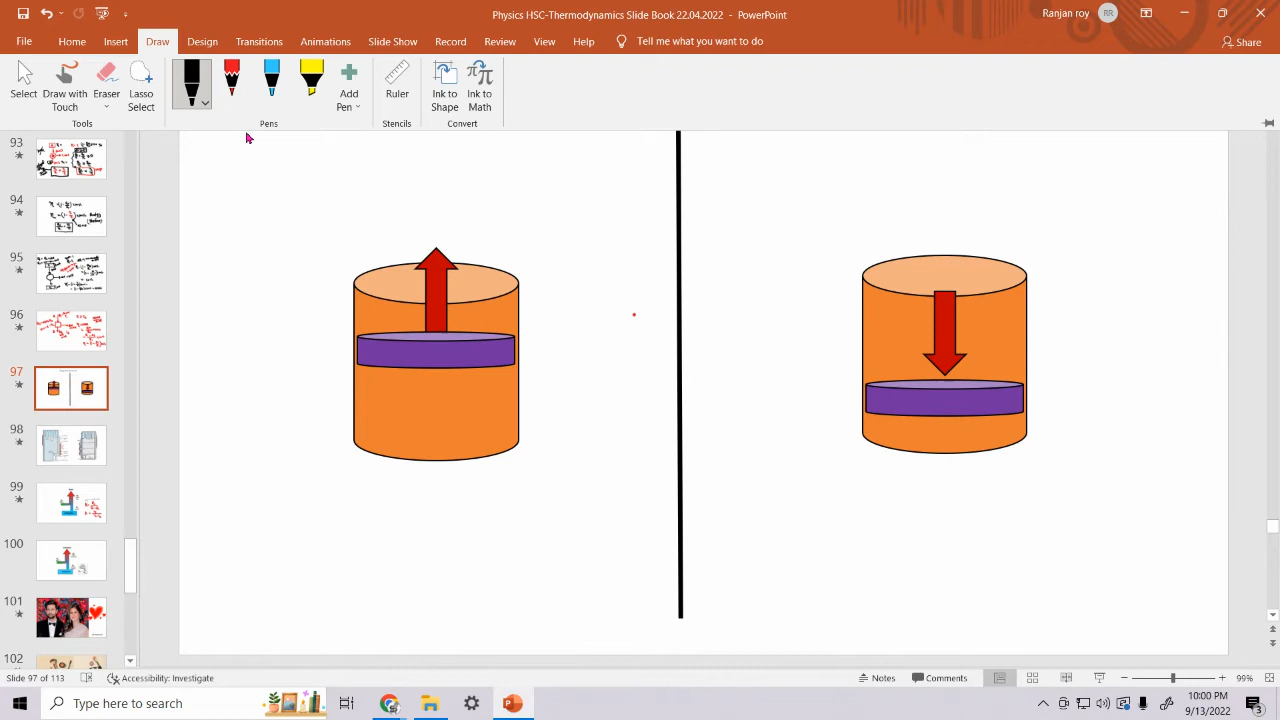 Physics HSC-Thermodynamics Slide Book 22.04.2022 - PowerPoint
Ranjan roy
RR
File Home Insert Draw Design Transitions Animations Slide Show Record Review View Help Tell me what you want to do
Share
Select
Draw with Touch
Eraser
Lasso Select
Add Pen
Ruler
Ink to Shape
Ink to Math
Tools
Pens
Stencils
Convert
93
94
95
96
97
98
99
100
101
102
Slide 97 of 113
Accessibility: Investigate
Notes
Comments
99%
Type here to search
10:00 PM
9/13/2022
3